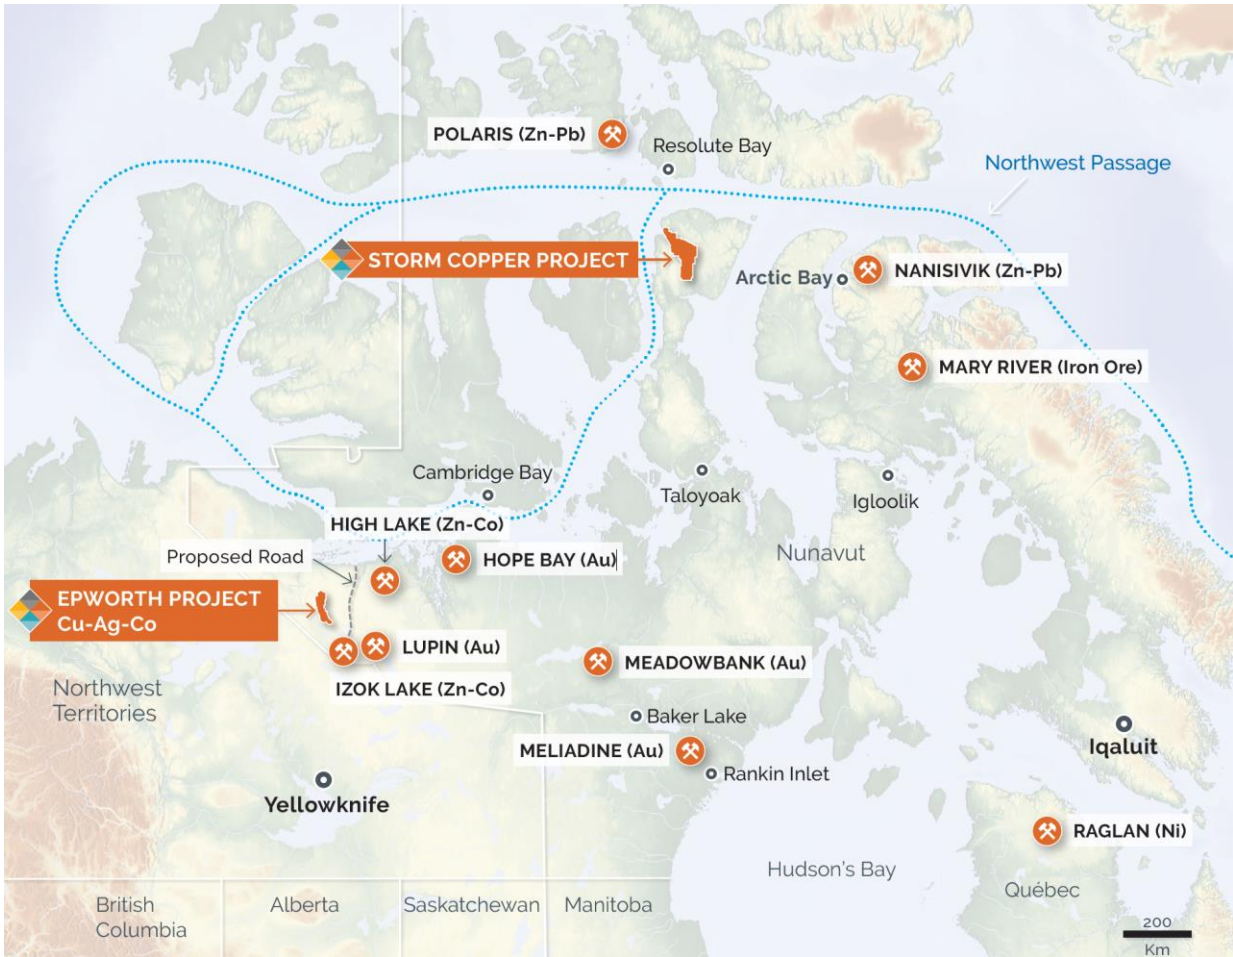 POLARIS (Zn-Pb)
Resolute Bay
Northwest Passage
STORM COPPER PROJECT
Arctic Bay
NANISIVIK (Zn-Pb)
MARY RIVER (Iron Ore)
Cambridge Bay
Taloyoak
Igloolik
HIGH LAKE (Zn-Co)
Proposed Road
HOPE BAY (Au)
Nunavut
EPWORTH PROJECT
Cu-Ag-Co
LUPIN (Au)
MEADOWBANK (Au)
IZOK LAKE (Zn-Co)
Northwest
Territories
Baker Lake
MELIADINE (Au)
Iqaluit
Rankin Inlet
Yellowknife
RAGLAN (Ni)
Hudson's Bay
Québec
British
Columbia
Alberta
Saskatchewan
Manitoba
200
Km